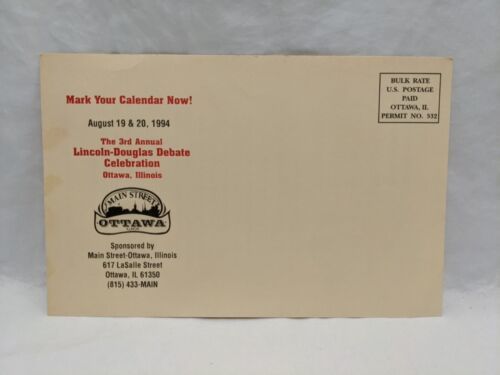 Mark Your Calendar Now!
August 19 & 20, 1994
The 3rd Annual
Lincoln-Douglas Debate
Celebration
Ottawa, Illinois
MAIN STREET
OTTAWA
Sponsored by
Main Street-Ottawa, Illinois
617 LaSalle Street
Ottawa, IL 61350
(815) 433-MAIN
BULK RATE
U.S. POSTAGE
PAID
OTTAWA, IL
PERMIT NO. 332